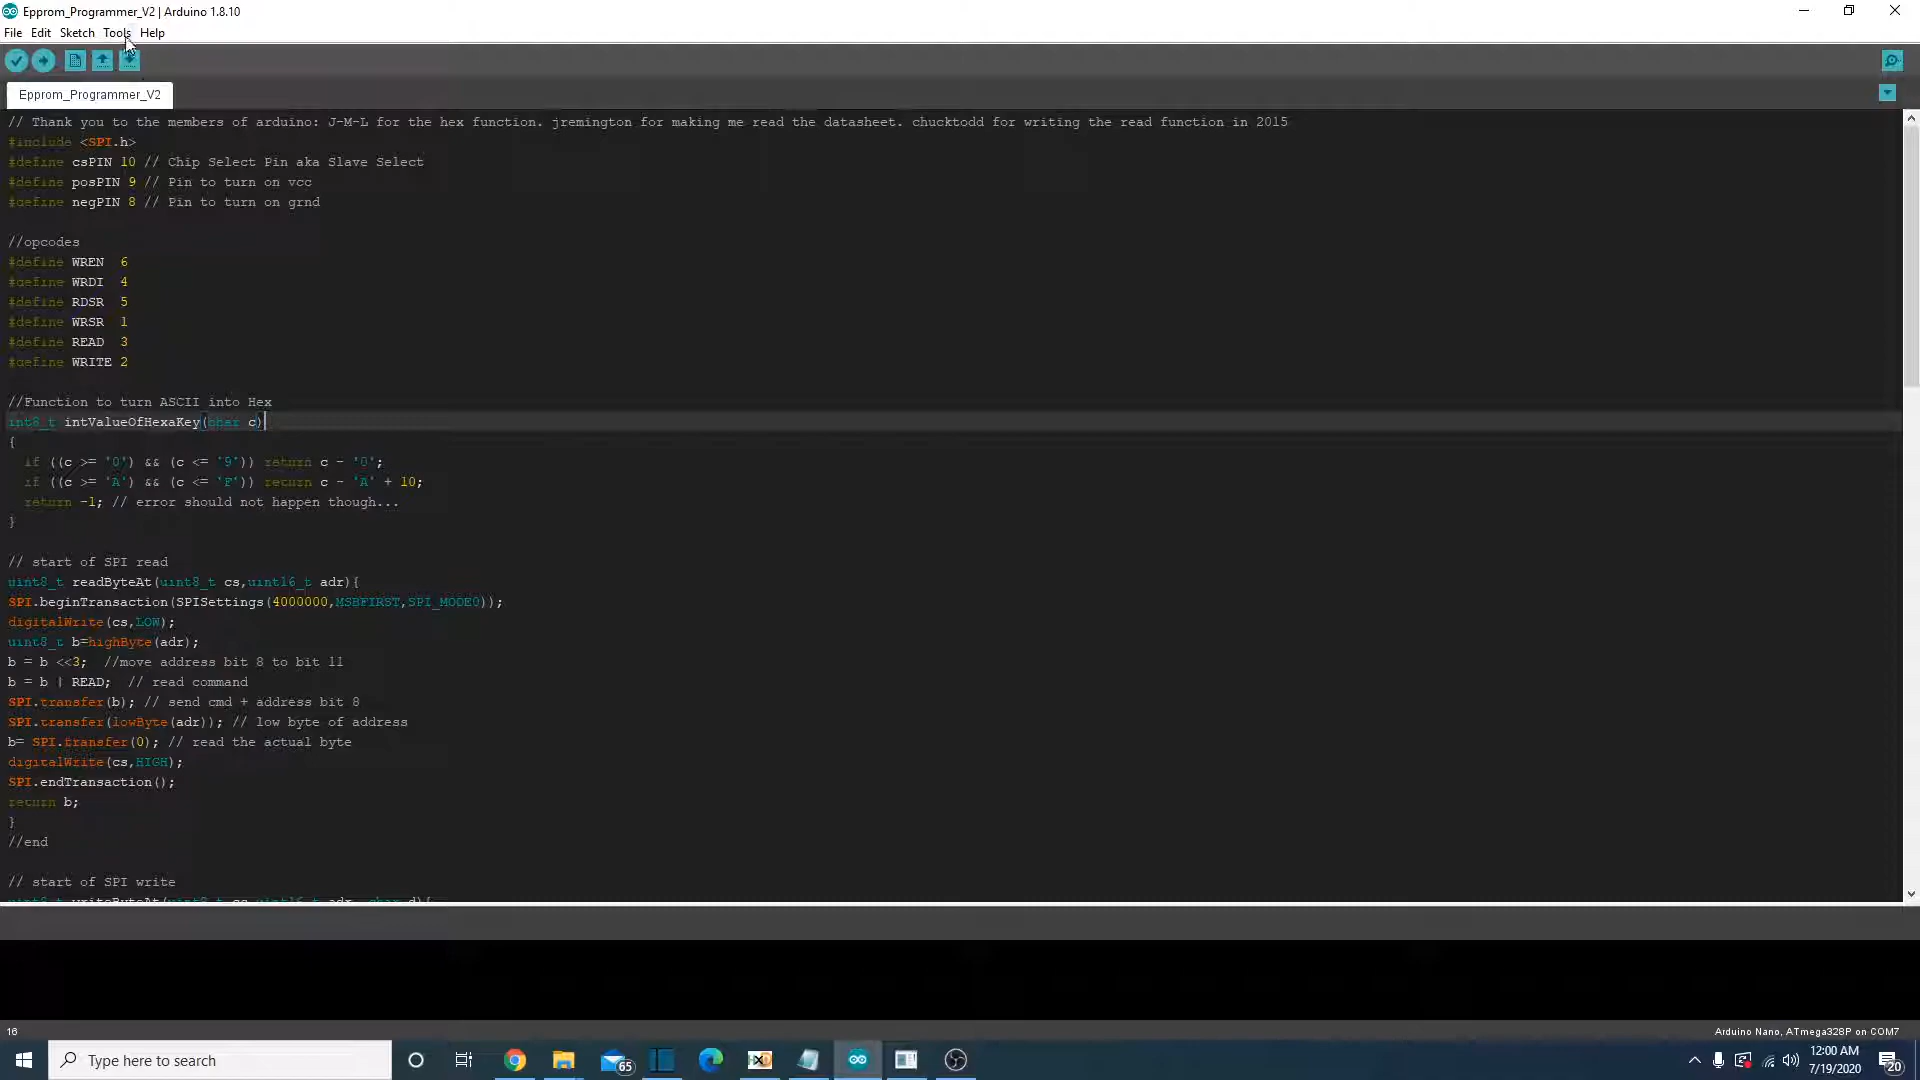 Epprom_Programmer_V2 | Arduino 1.8.10
File Edit Sketch Tools Help
Epprom_Programmer_V2
// Thank you to the members of arduino: J-M-L for the hex function. jremington for making me read the datasheet. chucktodd for writing the read function in 2015
#include <SPI.h>
#define csPIN 10 // Chip Select Pin aka Slave Select
#define posPIN 9 // Pin to turn on vcc
#define negPIN 8 // Pin to turn on grnd
//opcodes
#define WREN  6
#define WRDI  4
#define RDSR  5
#define WRSR  1
#define READ  3
#define WRITE 2
//Function to turn ASCII into Hex
int8_t intValueOfHexaKey(char c)
{
if ((c >= '0') && (c <= '9')) return c - '0';
if ((c >= 'A') && (c <= 'F')) return c - 'A' + 10;
return -1; // error should not happen though...
}
// start of SPI read
uint8_t readByteAt(uint8_t cs,uint16_t adr){
SPI.beginTransaction(SPISettings(4000000,MSBFIRST,SPI_MODE0));
digitalWrite(cs,LOW);
uint8_t b=highByte(adr);
b = b <<3;  //move address bit 8 to bit 11
b = b | READ;  // read command
SPI.transfer(b); // send cmd + address bit 8
SPI.transfer(lowByte(adr)); // low byte of address
b= SPI.transfer(0); // read the actual byte
digitalWrite(cs,HIGH);
SPI.endTransaction();
return b;
}
//end
// start of SPI write
uint8_t writeByteAt(uint8_t cs,uint16_t adr, char d){
16
Arduino Nano, ATmega328P on COM7
Type here to search
65
12:00 AM
7/19/2020
20